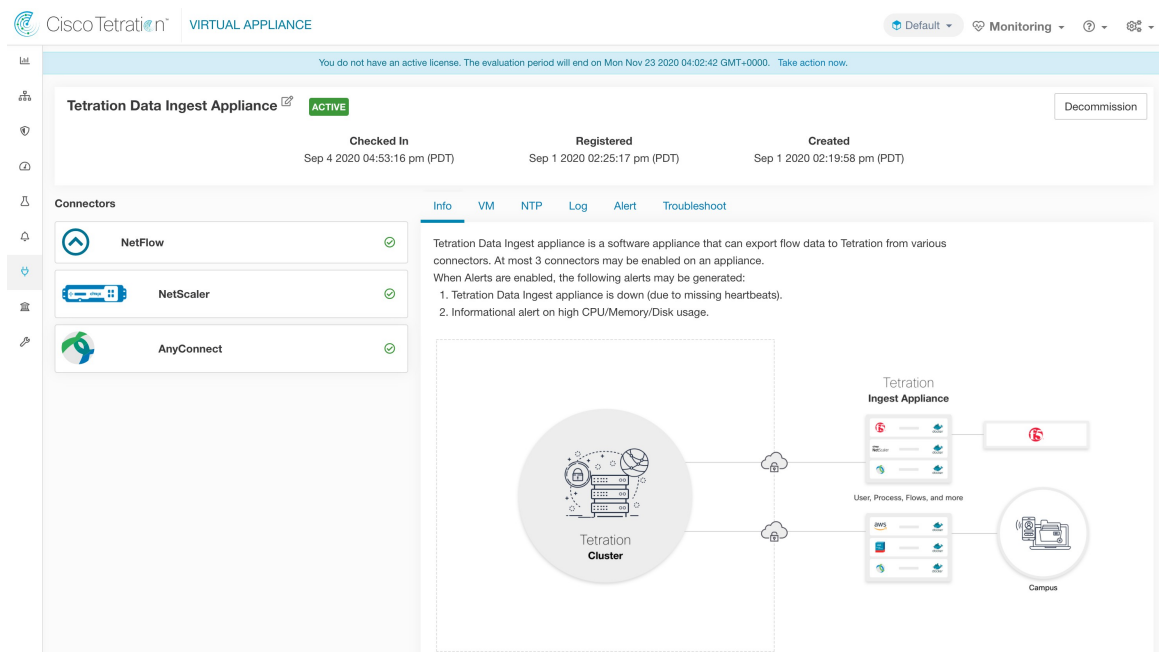 Cisco Tetration™ VIRTUAL APPLIANCE Default Monitoring
You do not have an active license. The evaluation period will end on Mon Nov 23 2020 04:02:42 GMT+0000. Take action now.
Tetration Data Ingest Appliance ACTIVE Decommission
Checked In Registered Created
Sep 4 2020 04:53:16 pm (PDT) Sep 1 2020 02:25:17 pm (PDT) Sep 1 2020 02:19:58 pm (PDT)
Connectors
NetFlow
NetScaler
AnyConnect
Info VM NTP Log Alert Troubleshoot
Tetration Data Ingest appliance is a software appliance that can export flow data to Tetration from various
connectors. At most 3 connectors may be enabled on an appliance.
When Alerts are enabled, the following alerts may be generated:
1. Tetration Data Ingest appliance is down (due to missing heartbeats).
2. Informational alert on high CPU/Memory/Disk usage.
Tetration
Cluster
Tetration
Ingest Appliance
NetScaler
User, Process, Flows, and more
aws
Campus